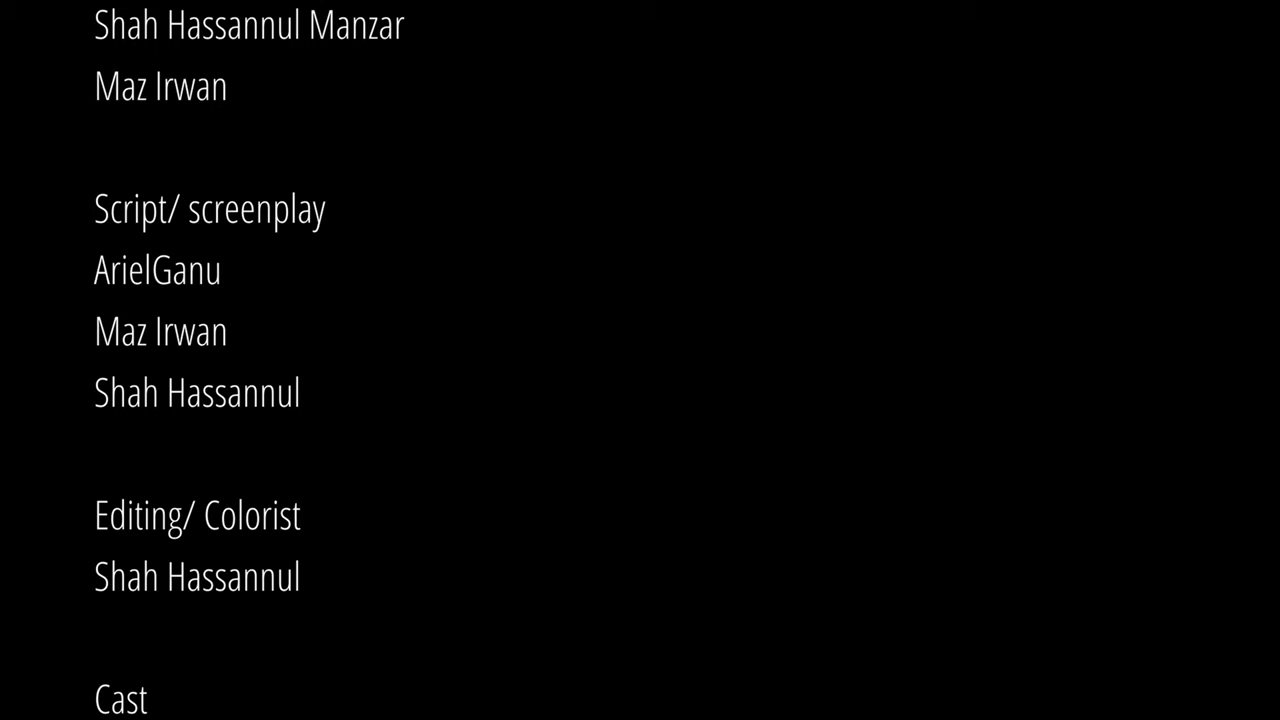 Shah Hassannul Manzar
Maz Irwan
Script/ screenplay
ArielGanu
Maz Irwan
Shah Hassannul
Editing/ Colorist
Shah Hassannul
Cast